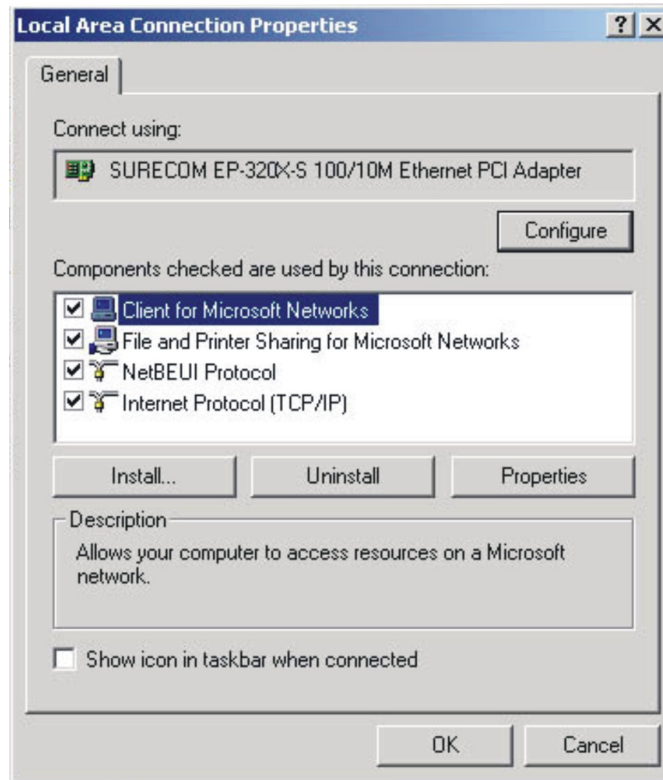 Local Area Connection Properties
General
Connect using:
SURECOM EP-320X-S 100/10M Ethernet PCI Adapter
Configure
Components checked are used by this connection:
Client for Microsoft Networks
File and Printer Sharing for Microsoft Networks
NetBEUI Protocol
Internet Protocol (TCP/IP)
Install... Uninstall Properties
Description
Allows your computer to access resources on a Microsoft
network.
Show icon in taskbar when connected
OK Cancel